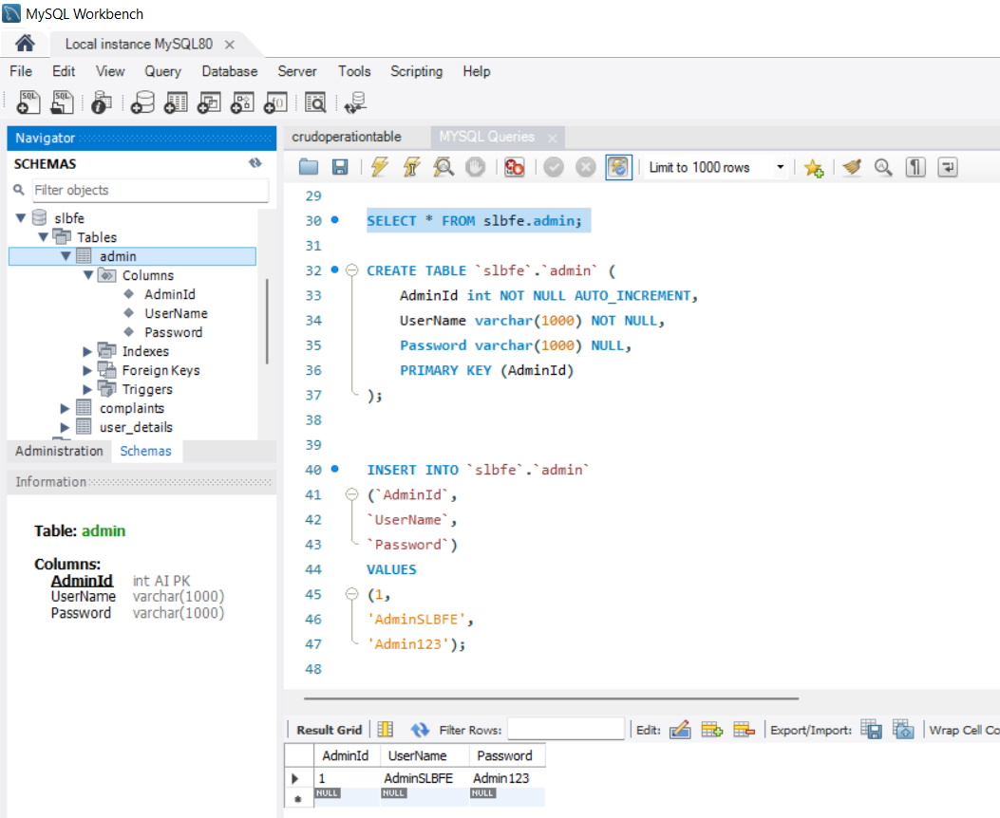 MySQL Workbench
Local instance MySQL80
File Edit View Query Database Server Tools Scripting Help
Navigator
SCHEMAS
Filter objects
slbfe
Tables
admin
Columns
AdminId
UserName
Password
Indexes
Foreign Keys
Triggers
complaints
user_details
Administration Schemas
Information
Table: admin
Columns:
AdminId int AI PK
UserName varchar(1000)
Password varchar(1000)
crudoperationtable MYSQL Queries
Limit to 1000 rows
29
30 SELECT * FROM slbfe.admin;
31
32 CREATE TABLE `slbfe`.`admin` (
33 AdminId int NOT NULL AUTO_INCREMENT,
34 UserName varchar(1000) NOT NULL,
35 Password varchar(1000) NULL,
36 PRIMARY KEY (AdminId)
37 );
38
39
40 INSERT INTO `slbfe`.`admin`
41 (`AdminId`,
42 `UserName`,
43 `Password`)
44 VALUES
45 (1,
46 'AdminSLBFE',
47 'Admin123');
48
Result Grid Filter Rows: Edit: Export/Import: Wrap Cell Co
AdminId UserName Password
1 AdminSLBFE Admin123
NULL NULL NULL